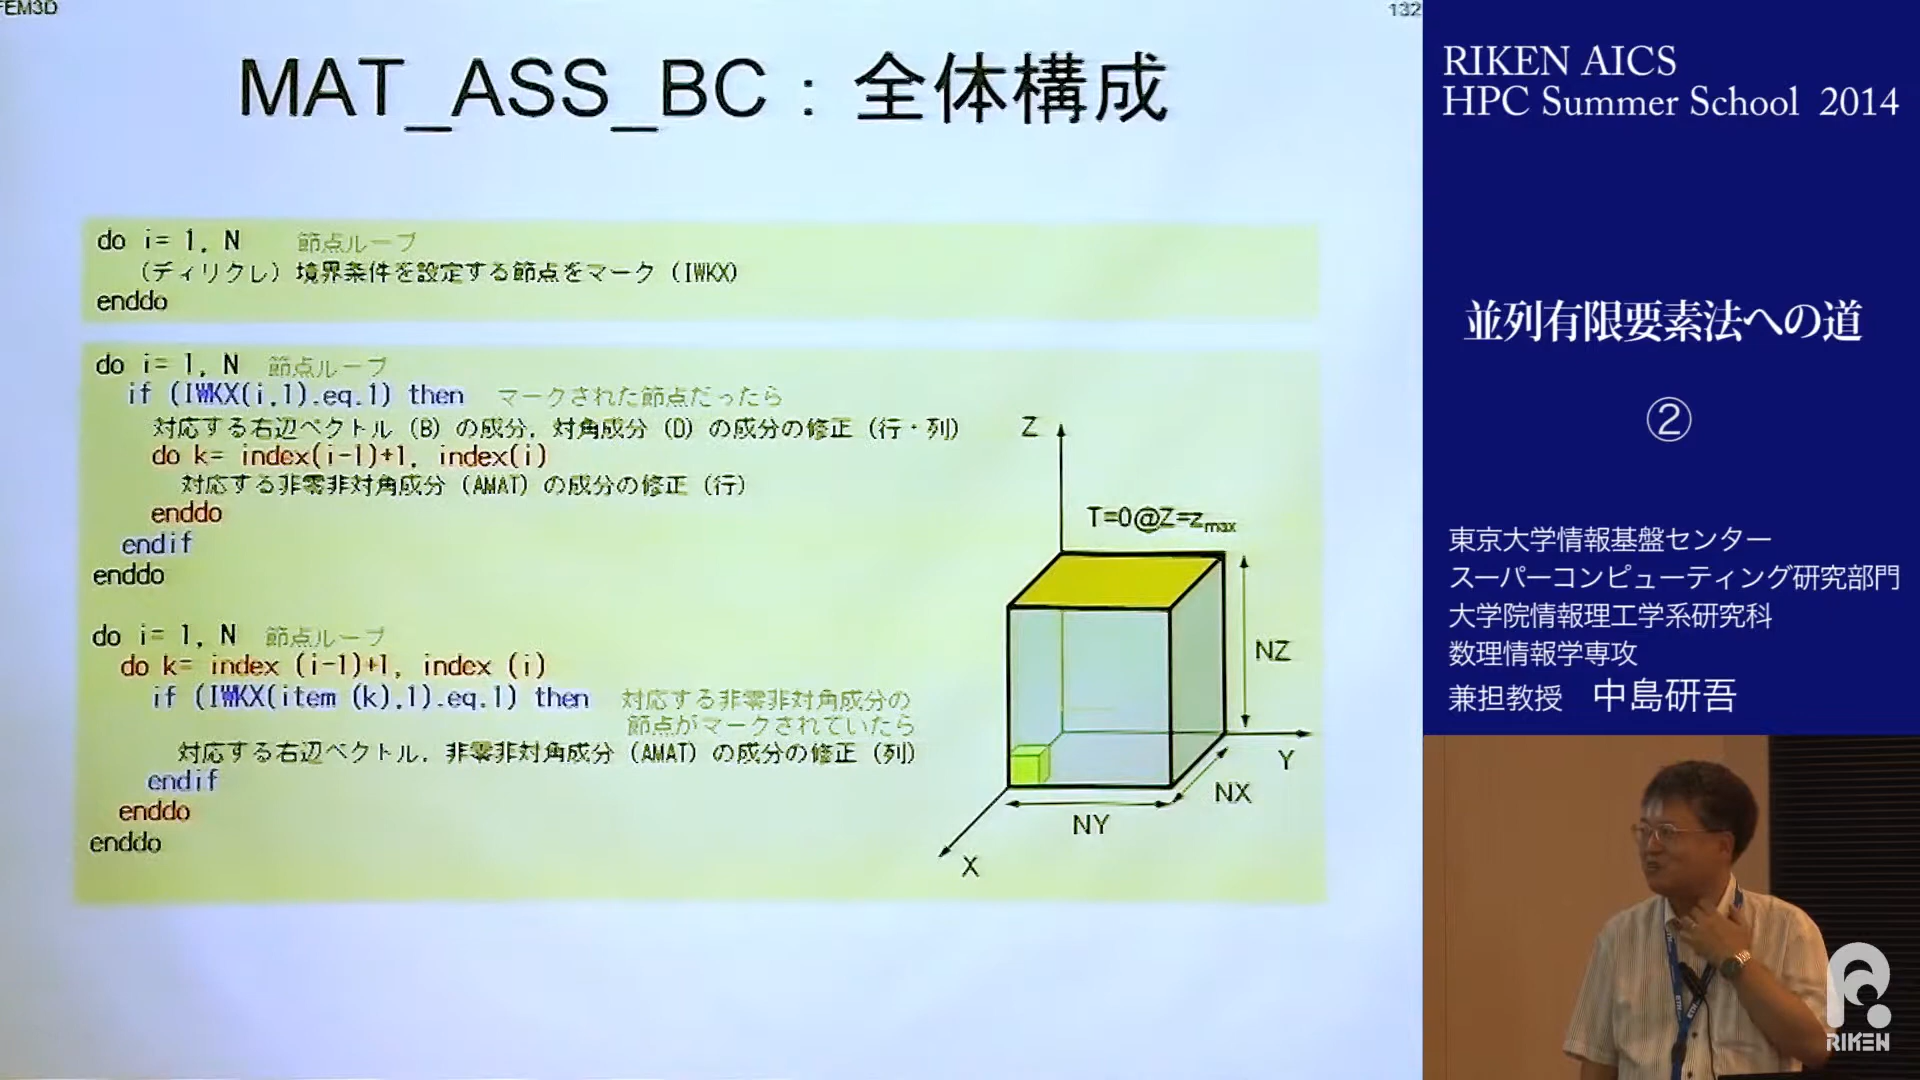 FEM3D
132
MAT_ASS_BC：全体構成
do i= 1, N 節点ループ
（ディリクレ）境界条件を設定する節点をマーク（IWKX）
enddo
do i= 1, N 節点ループ
if (IWKX(i,1).eq.1) then マークされた節点だったら
対応する右辺ベクトル（B）の成分，対角成分（D）の成分の修正（行・列）
do k= index(i-1)+1, index(i)
対応する非零非対角成分（AMAT）の成分の修正（行）
enddo
endif
enddo
do i= 1, N 節点ループ
do k= index (i-1)+1, index (i)
if (IWKX(item (k),1).eq.1) then 対応する非零非対角成分の
節点がマークされていたら
対応する右辺ベクトル，非零非対角成分（AMAT）の成分の修正（列）
endif
enddo
enddo
Z
T=0@Z=zmax
NZ
Y
NX
NY
X
RIKEN AICS
HPC Summer School 2014
並列有限要素法への道
②
東京大学情報基盤センター
スーパーコンピューティング研究部門
大学院情報理工学系研究科
数理情報学専攻
兼担教授 中島研吾
RIKEN